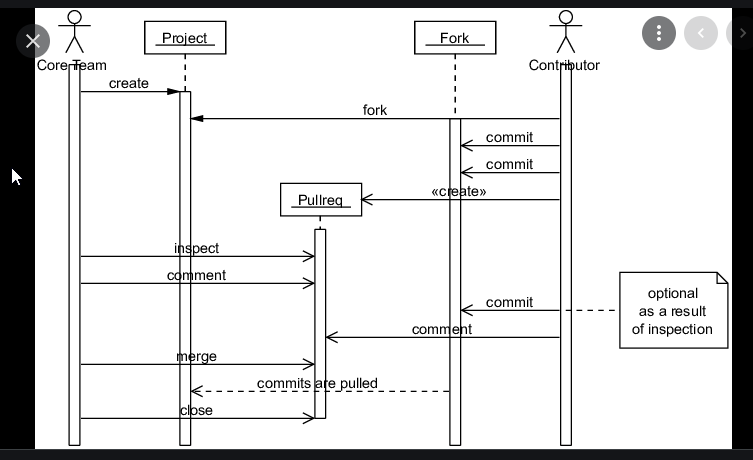 Project
Fork
Core Team
Contributor
create
fork
commit
commit
«create»
Pullreq
inspect
comment
commit
optional
as a result
of inspection
comment
merge
commits are pulled
close